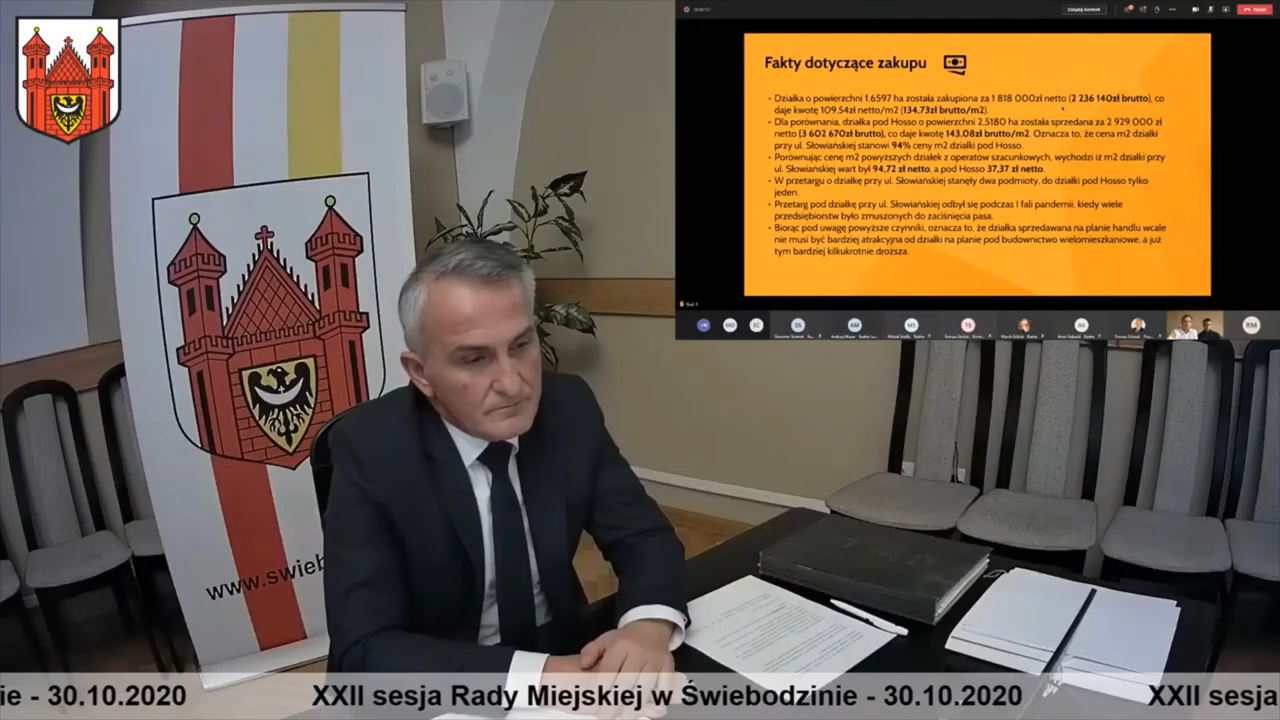 Fakty dotyczące zakupu
• Działka o powierzchni 1.6597 ha została zakupiona za 1 818 000zł netto (2 236 140zł brutto), co
daje kwotę 109,54zł netto/m2 (134,73zł brutto/m2).
• Dla porównania, działka pod Hosso o powierzchni 2.5180 ha została sprzedana za 2 929 000 zł
netto (3 602 670zł brutto), co daje kwotę 143,08zł brutto/m2. Oznacza to, że cena m2 działki
przy ul. Słowiańskiej stanowi 94% ceny m2 działki pod Hosso.
• Porównując cenę m2 powyższych działek z operatów szacunkowych, wychodzi iż m2 działki przy
ul. Słowiańskiej wart był 94,72 zł netto, a pod Hosso 37,37 zł netto.
• W przetargu o działkę przy ul. Słowiańskiej stanęły dwa podmioty, do działki pod Hosso tylko
jeden.
• Przetarg pod działkę przy ul. Słowiańskiej odbył się podczas I fali pandemii, kiedy wiele
przedsiębiorstw było zmuszonych do zaciśnięcia pasa.
• Biorąc pod uwagę powyższe czynniki, oznacza to, że działka sprzedawana na planie handlu wcale
nie musi być bardziej atrakcyjna od działki na planie pod budownictwo wielomieszkaniowe, a już
tym bardziej kilkukrotnie droższa.
MO EC SS AM MS TS AK RM
www.swieb
ie - 30.10.2020 XXII sesja Rady Miejskiej w Świebodzinie - 30.10.2020 XXII sesja